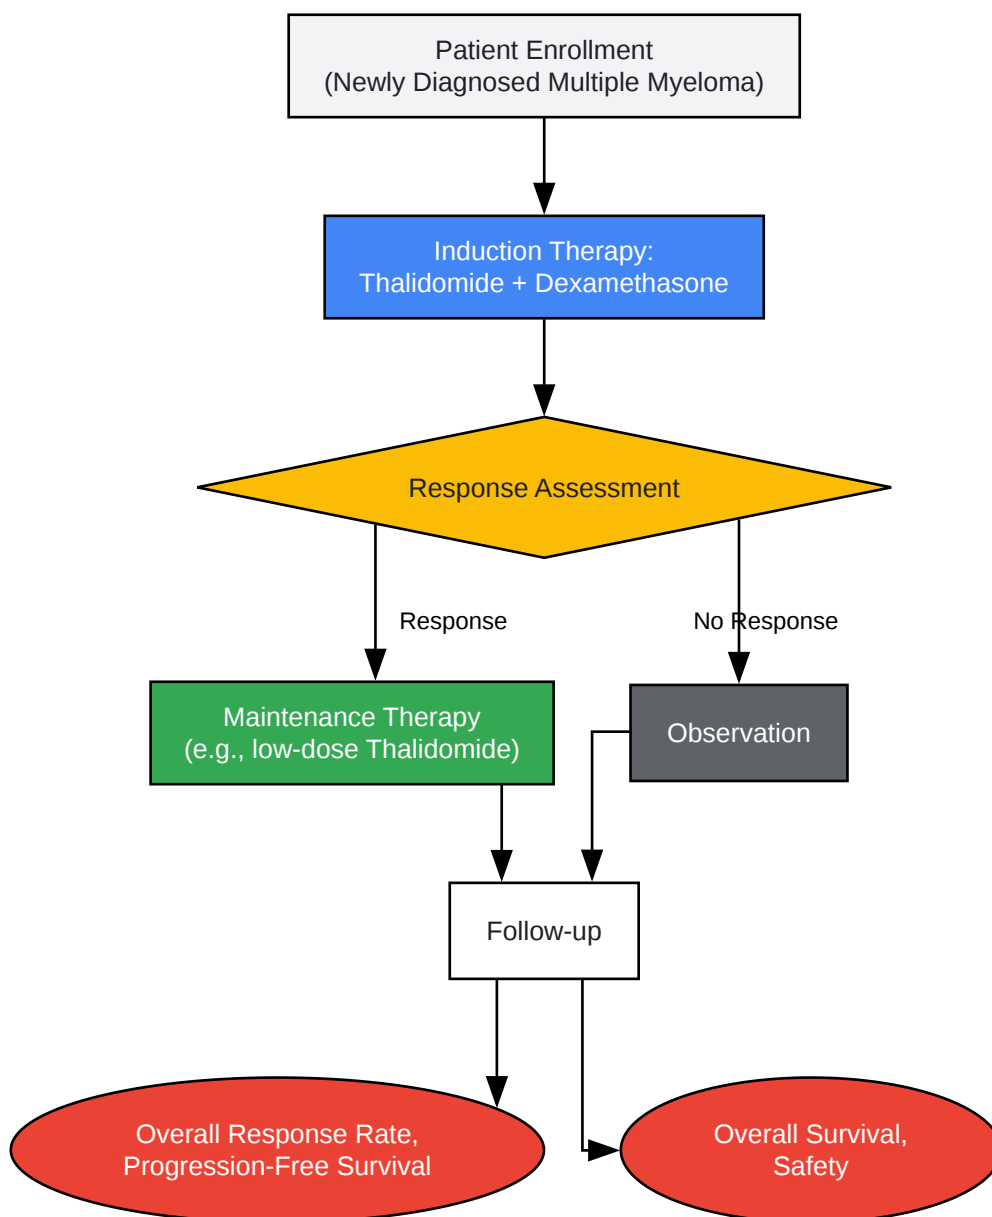 Patient Enrollment
(Newly Diagnosed Multiple Myeloma)
Induction Therapy:
Thalidomide + Dexamethasone
Response Assessment
Response
No Response
Maintenance Therapy
(e.g., low-dose Thalidomide)
Observation
Follow-up
Overall Response Rate,
Progression-Free Survival
Overall Survival,
Safety